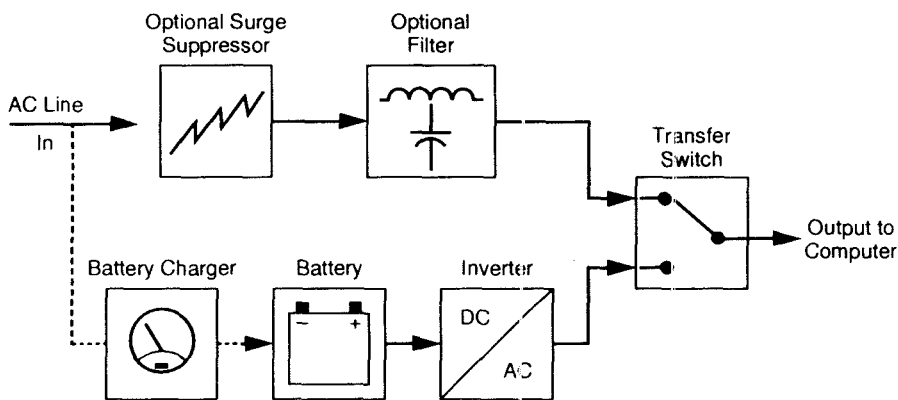 Optional Surge
Suppressor
Optional
Filter
AC Line
In
Transfer
Switch
Output to
Computer
Battery Charger
Battery
Inverter
− +
DC
AC